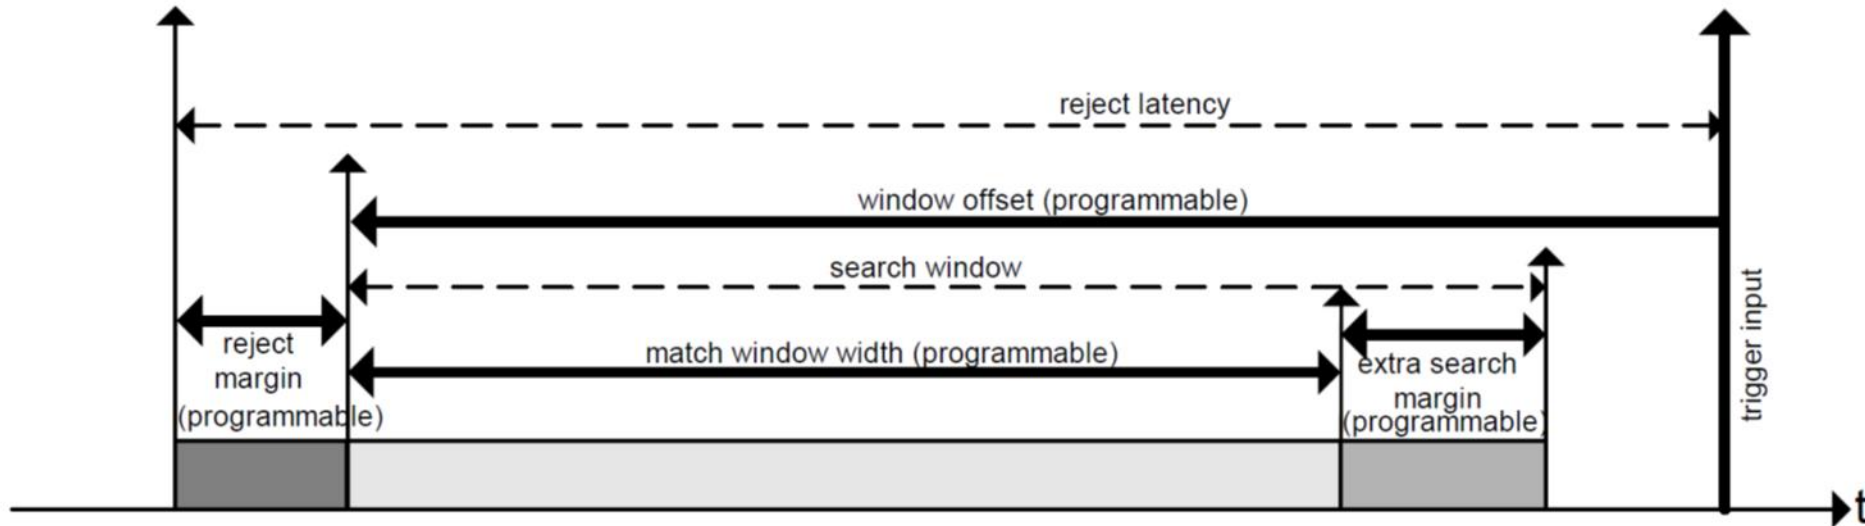 reject latency
window offset (programmable)
search window
reject
margin
(programmable)
match window width (programmable)
extra search
margin
(programmable)
trigger input
t